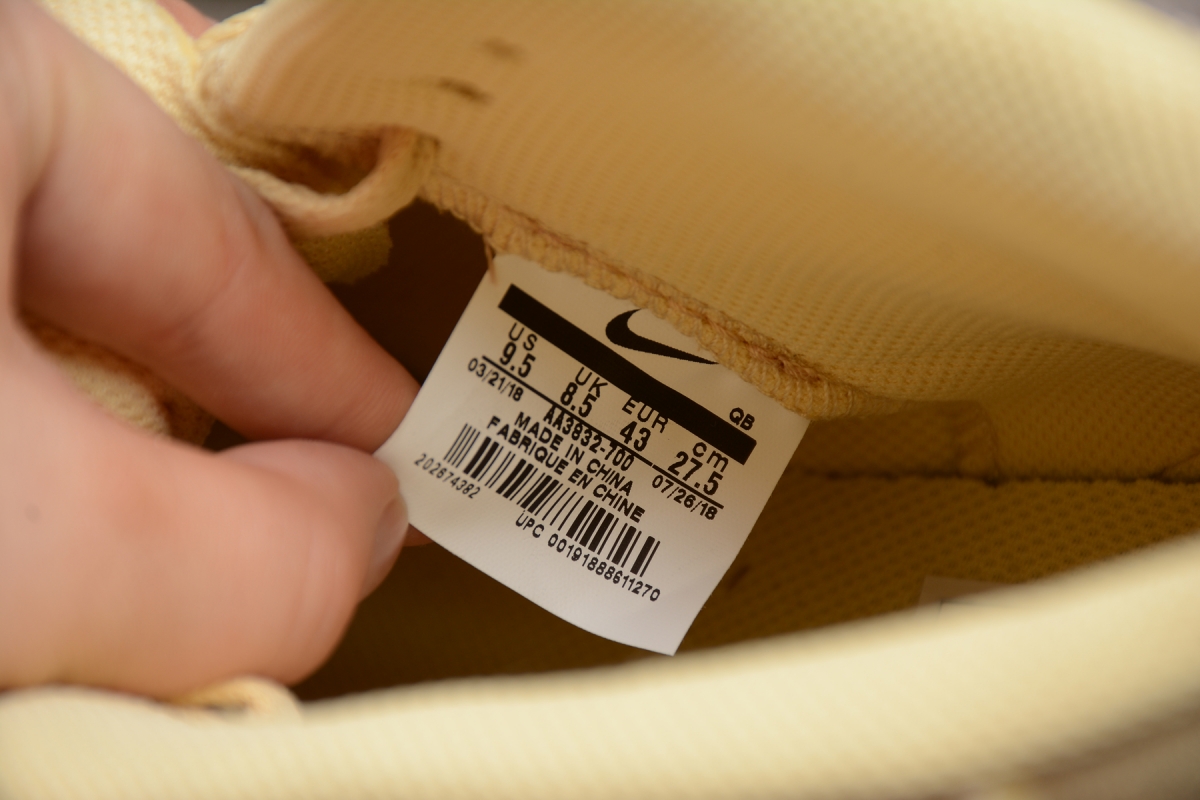 QB
US UK EUR cm
9.5 8.5 43 27.5
03/21/18 AA3832-700 07/26/18
MADE IN CHINA
FABRIQUE EN CHINE
202674382
UPC 00191888611270